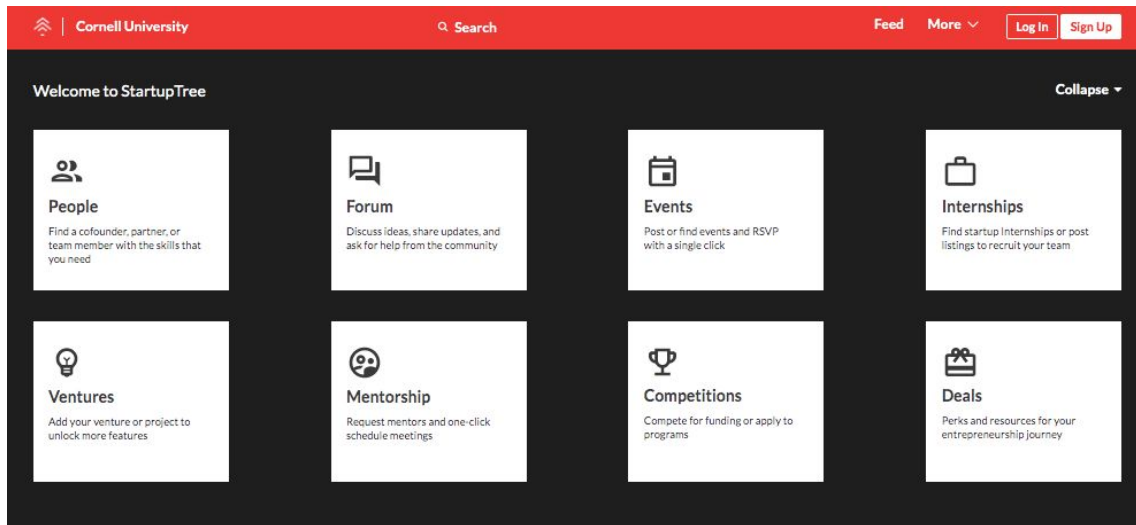 Cornell University
Search
Feed
More
Log In
Sign Up
Welcome to StartupTree
Collapse
People
Find a cofounder, partner, or
team member with the skills that
you need
Forum
Discuss ideas, share updates, and
ask for help from the community
Events
Post or find events and RSVP
with a single click
Internships
Find startup Internships or post
listings to recruit your team
Ventures
Add your venture or project to
unlock more features
Mentorship
Request mentors and one-click
schedule meetings
Competitions
Compete for funding or apply to
programs
Deals
Perks and resources for your
entrepreneurship journey